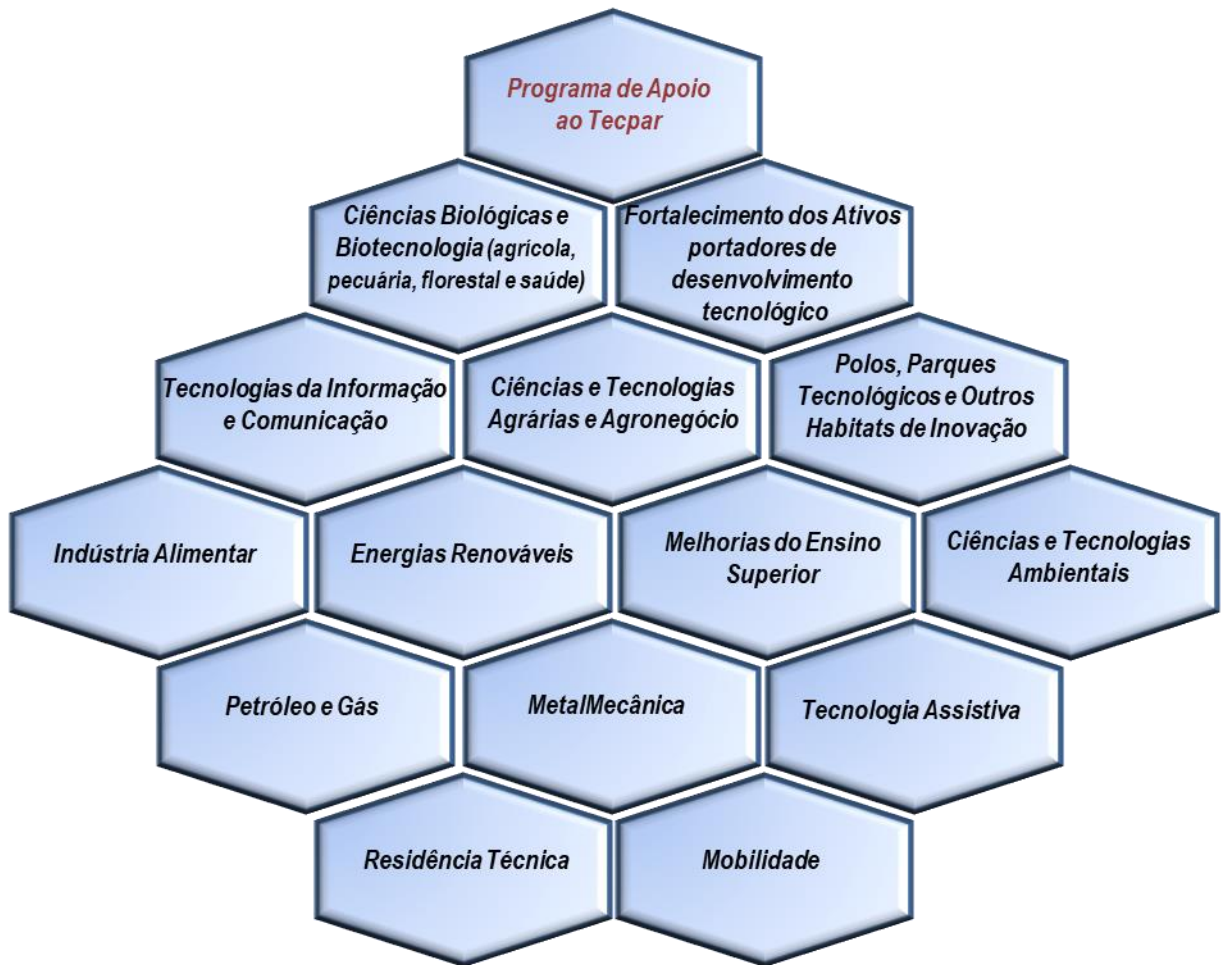 Programa de Apoio
ao Tecpar
Ciências Biológicas e
Biotecnologia (agrícola,
pecuária, florestal e saúde)
Fortalecimento dos Ativos
portadores de
desenvolvimento
tecnológico
Tecnologias da Informação
e Comunicação
Ciências e Tecnologias
Agrárias e Agronegócio
Polos, Parques
Tecnológicos e Outros
Habitats de Inovação
Indústria Alimentar
Energias Renováveis
Melhorias do Ensino
Superior
Ciências e Tecnologias
Ambientais
Petróleo e Gás
MetalMecânica
Tecnologia Assistiva
Residência Técnica
Mobilidade